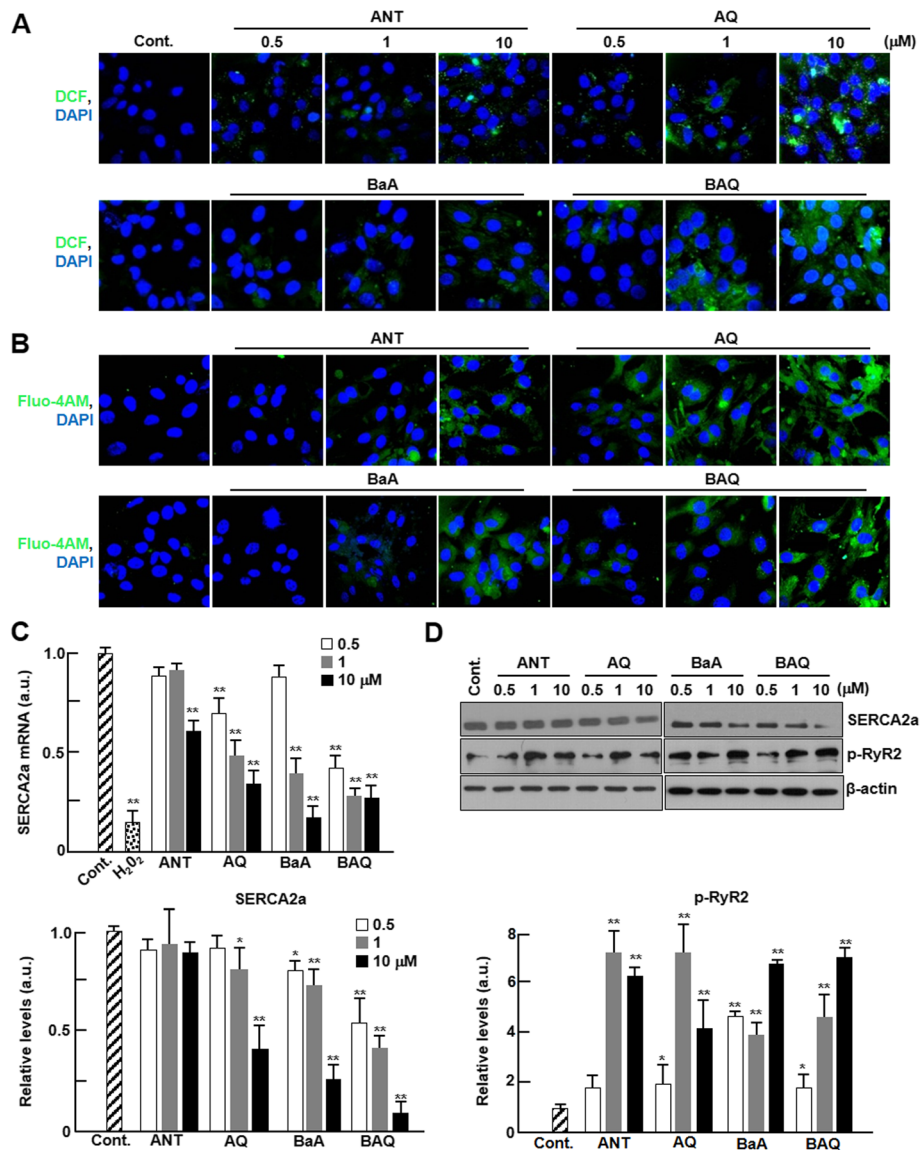 A
ANT AQ
Cont. 0.5 1 10 0.5 1 10 (μM)
DCF,
DAPI
BaA BAQ
DCF,
DAPI
B
ANT AQ
Fluo-4AM,
DAPI
BaA BAQ
Fluo-4AM,
DAPI
C
SERCA2a mRNA (a.u.)
1.0
0.5
0
0.5
1
10 μM
** ** ** ** ** ** ** ** ** **
Cont. H₂0₂ ANT AQ BaA BAQ
D
Cont. ANT AQ BaA BAQ
0.5 1 10 0.5 1 10 0.5 1 10 0.5 1 10 (μM)
SERCA2a
p-RyR2
β-actin
SERCA2a
Relative levels (a.u.)
1.0
0.5
0
0.5
1
10 μM
* ** * ** ** ** ** **
Cont. ANT AQ BaA BAQ
p-RyR2
Relative levels (a.u.)
8
6
4
2
0
** ** * ** ** ** ** ** * ** **
Cont. ANT AQ BaA BAQ